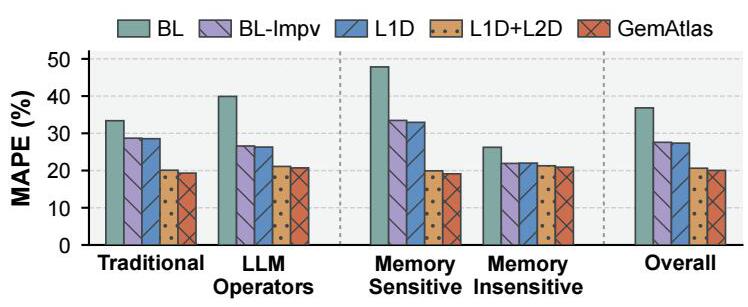 BL BL-Impv L1D L1D+L2D GemAtlas
MAPE (%)
50
40
30
20
10
0
Traditional
LLM
Operators
Memory
Sensitive
Memory
Insensitive
Overall